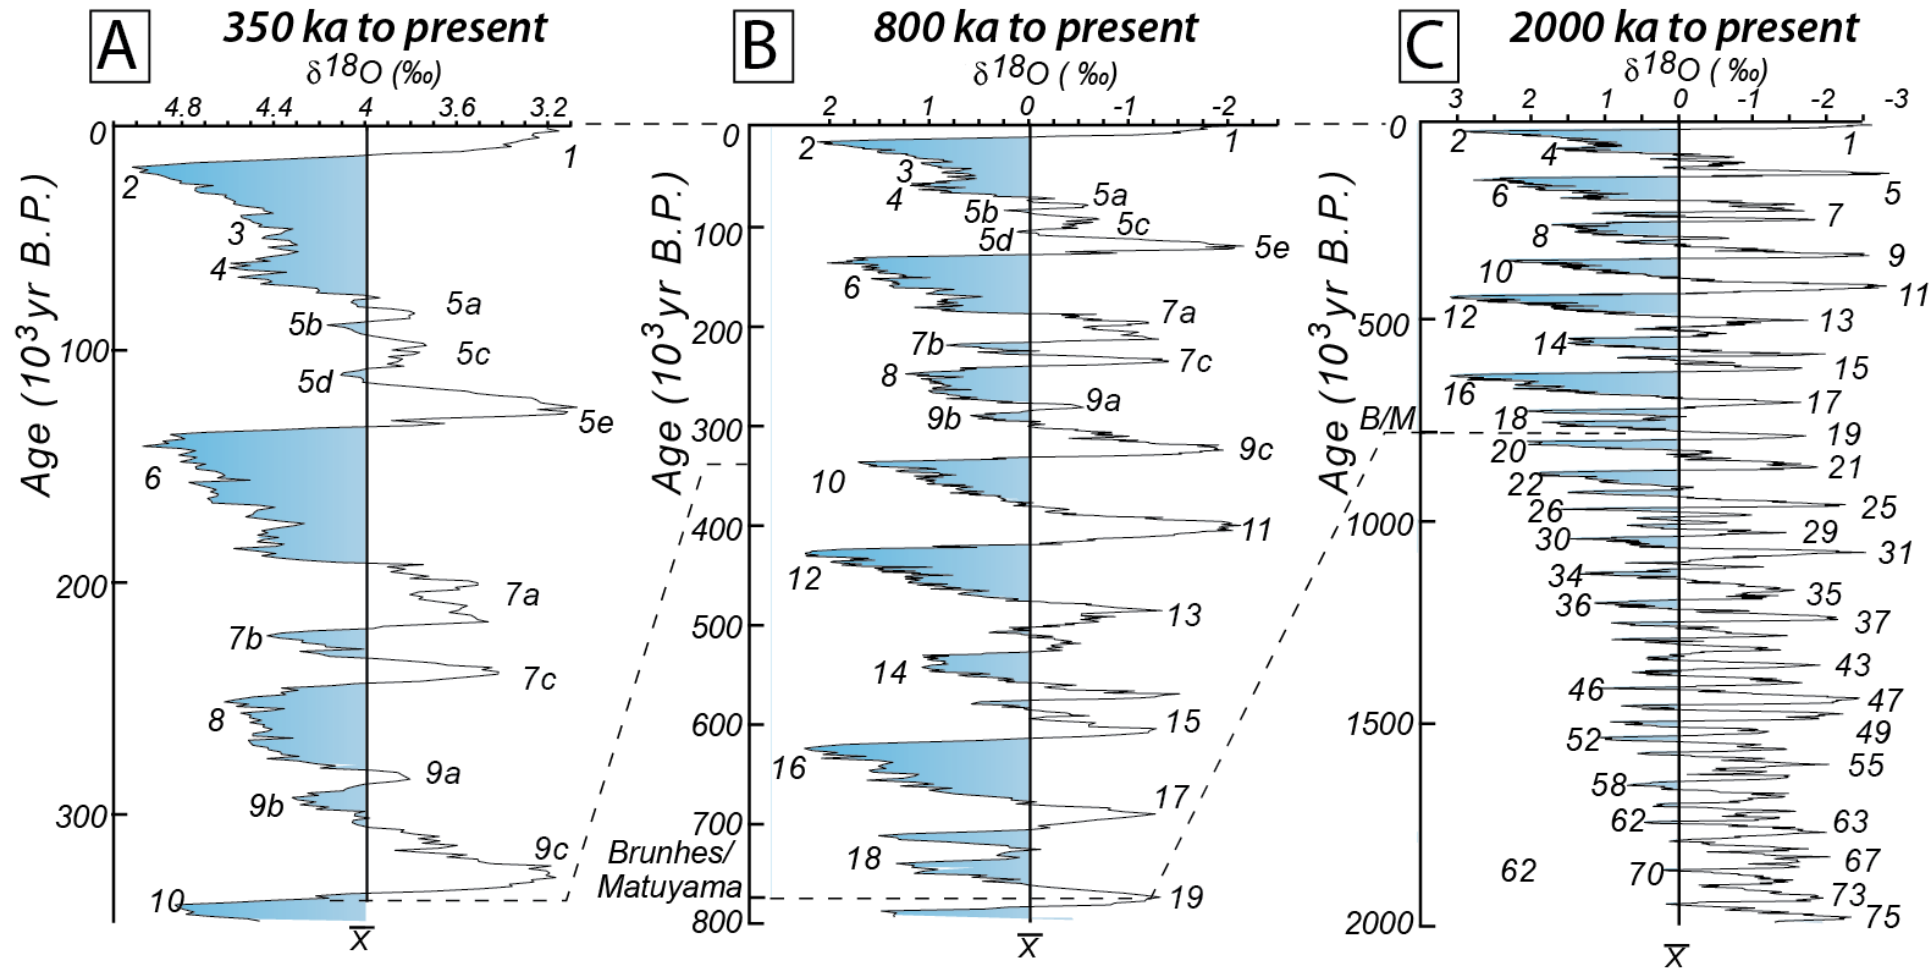 A
350 ka to present
δ18O (‰)
4.8 4.4 4 3.6 3.2
Age (10³ yr B.P.)
0
100
200
300
1
2
3
4
5a
5b
5c
5d
5e
6
7a
7b
7c
8
9a
9b
9c
10
X̅
B
800 ka to present
δ18O ( ‰)
2 1 0 -1 -2
Age (10³ yr B.P.)
0
100
200
300
400
500
600
700
800
Brunhes/
Matuyama
1
2
3
4
5a
5b
5c
5d
5e
6
7a
7b
7c
8
9a
9b
9c
10
11
12
13
14
15
16
17
18
19
X̅
C
2000 ka to present
δ18O ( ‰)
3 2 1 0 -1 -2 -3
Age (10³ yr B.P.)
0
500
B/M
1000
1500
2000
1
2
4
5
6
7
8
9
10
11
12
13
14
15
16
17
18
19
20
21
22
25
26
29
30
31
34
35
36
37
43
46
47
49
52
55
58
62
63
67
62
70
73
75
X̅